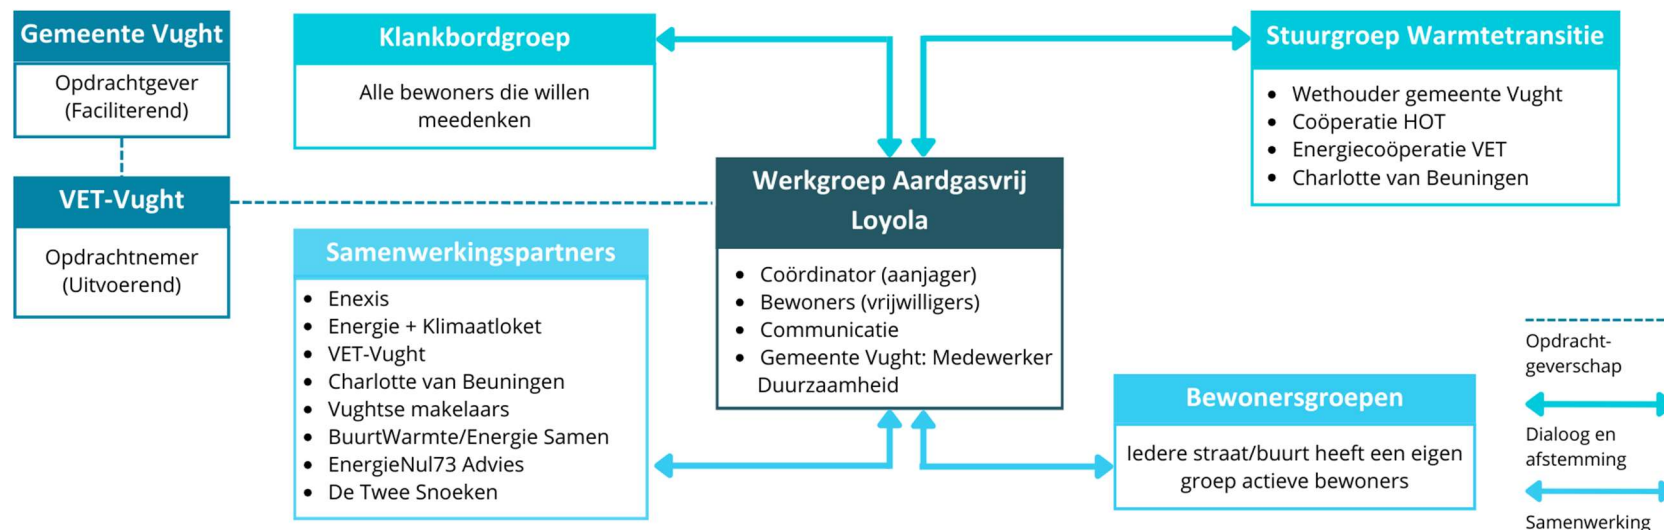 Gemeente Vught
Opdrachtgever
(Faciliterend)
VET-Vught
Opdrachtnemer
(Uitvoerend)
Klankbordgroep
Alle bewoners die willen
meedenken
Samenwerkingspartners
• Enexis
• Energie + Klimaatloket
• VET-Vught
• Charlotte van Beuningen
• Vughtse makelaars
• BuurtWarmte/Energie Samen
• EnergieNul73 Advies
• De Twee Snoeken
Werkgroep Aardgasvrij
Loyola
• Coördinator (aanjager)
• Bewoners (vrijwilligers)
• Communicatie
• Gemeente Vught: Medewerker
Duurzaamheid
Stuurgroep Warmtetransitie
• Wethouder gemeente Vught
• Coöperatie HOT
• Energiecoöperatie VET
• Charlotte van Beuningen
Bewonersgroepen
Iedere straat/buurt heeft een eigen
groep actieve bewoners
Opdracht-
geverschap
Dialoog en
afstemming
Samenwerking